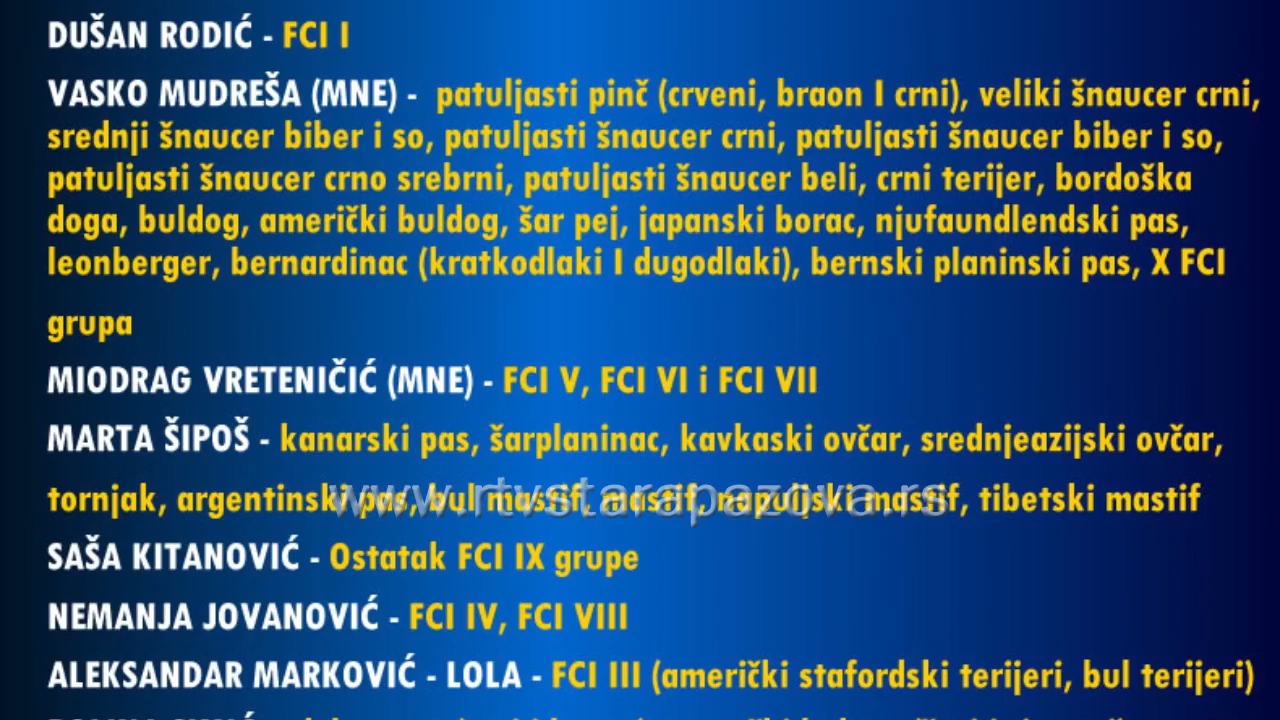 DUŠAN RODIĆ - FCI I
VASKO MUDREŠA (MNE) - patuljasti pinč (crveni, braon I crni), veliki šnaucer crni,
srednji šnaucer biber i so, patuljasti šnaucer crni, patuljasti šnaucer biber i so,
patuljasti šnaucer crno srebrni, patuljasti šnaucer beli, crni terijer, bordoška
doga, buldog, američki buldog, šar pej, japanski borac, njufaundlendski pas,
leonberger, bernardinac (kratkodlaki I dugodlaki), bernski planinski pas, X FCI
grupa
MIODRAG VRETENIČIĆ (MNE) - FCI V, FCI VI i FCI VII
MARTA ŠIPOŠ - kanarski pas, šarplaninac, kavkaski ovčar, srednjeazijski ovčar,
tornjak, argentinski pas, bul mastif, mastif, napuljski mastif, tibetski mastif
www.rtvstarapazova.rs
SAŠA KITANOVIĆ - Ostatak FCI IX grupe
NEMANJA JOVANOVIĆ - FCI IV, FCI VIII
ALEKSANDAR MARKOVIĆ - LOLA - FCI III (američki stafordski terijeri, bul terijeri)